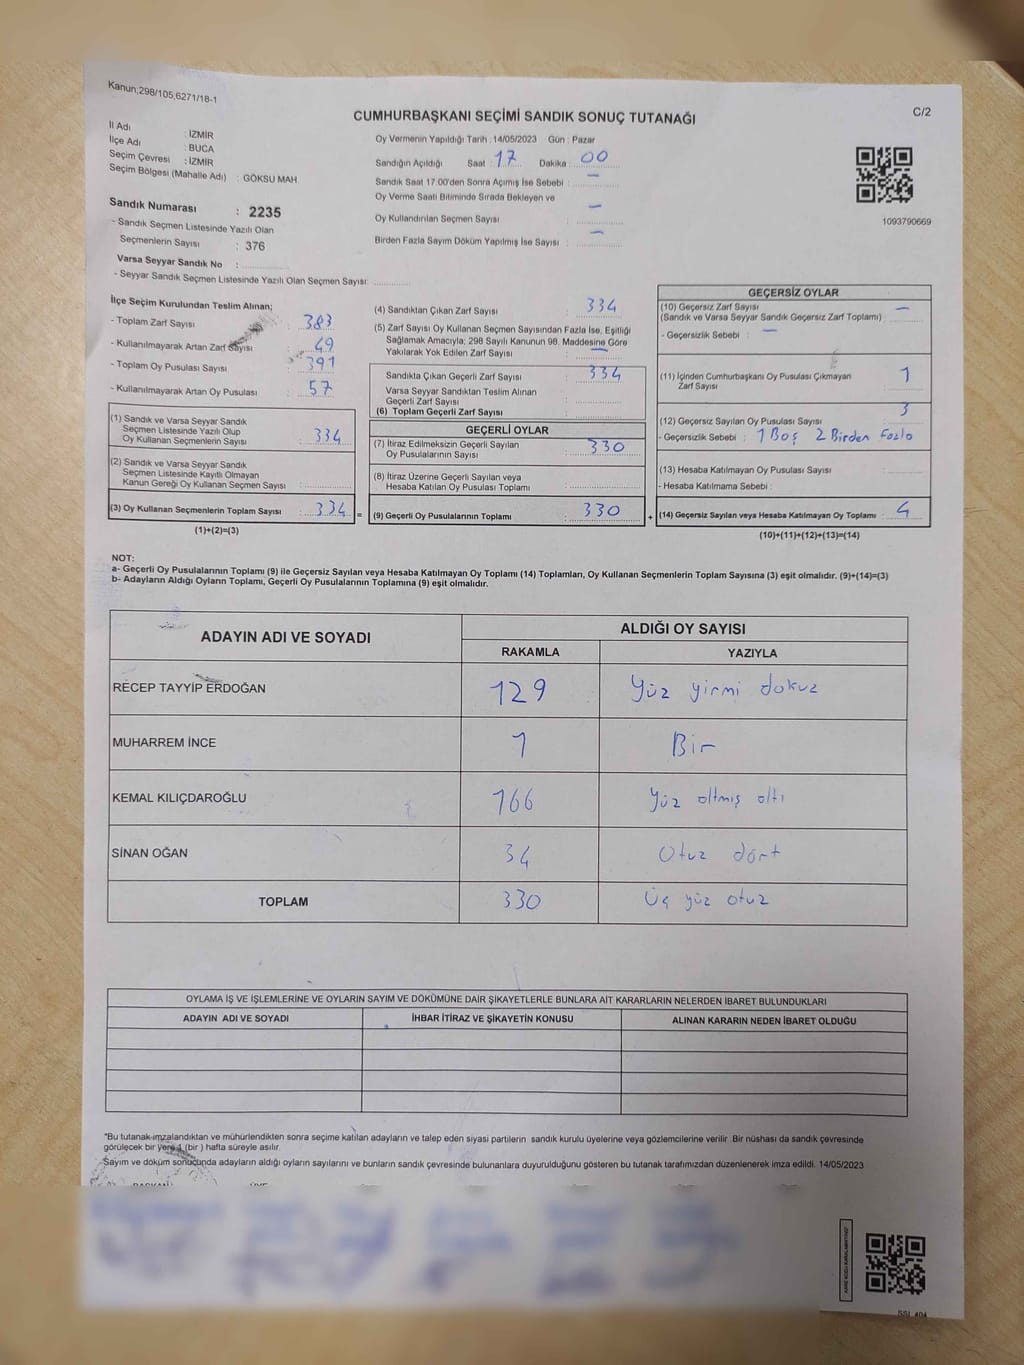 Kanun;298/105,6271/18-1
C/2
CUMHURBAŞKANI SEÇİMİ SANDIK SONUÇ TUTANAĞI
İl Adı : İZMİR
İlçe Adı : BUCA
Seçim Çevresi : İZMİR
Seçim Bölgesi (Mahalle Adı) : GÖKSU MAH.
Sandık Numarası : 2235
- Sandık Seçmen Listesinde Yazılı Olan
Seçmenlerin Sayısı : 376
Varsa Seyyar Sandık No :
- Seyyar Sandık Seçmen Listesinde Yazılı Olan Seçmen Sayısı:
Oy Vermenin Yapıldığı Tarih : 14/05/2023 Gün : Pazar
Sandığın Açıldığı Saat : 17 Dakika : 00
Sandık Saat 17.00'den Sonra Açımış İse Sebebi : —
Oy Verme Saati Bitiminde Sırada Bekleyen ve
Oy Kullandırılan Seçmen Sayısı : —
Birden Fazla Sayım Döküm Yapılmış İse Sayısı : —
1093790669
İlçe Seçim Kurulundan Teslim Alınan;
- Toplam Zarf Sayısı : 383
- Kullanılmayarak Artan Zarf Sayısı : 49
- Toplam Oy Pusulası Sayısı : 391
- Kullanılmayarak Artan Oy Pusulası : 57
(1) Sandık ve Varsa Seyyar Sandık
Seçmen Listesinde Yazılı Olup
Oy Kullanan Seçmenlerin Sayısı : 334
(2) Sandık ve Varsa Seyyar Sandık
Seçmen Listesinde Kayıtlı Olmayan
Kanun Gereği Oy Kullanan Seçmen Sayısı :
(3) Oy Kullanan Seçmenlerin Toplam Sayısı : 334 =
(1)+(2)=(3)
(4) Sandıktan Çıkan Zarf Sayısı : 334
(5) Zarf Sayısı Oy Kullanan Seçmen Sayısından Fazla İse, Eşitliği
Sağlamak Amacıyla; 298 Sayılı Kanunun 98. Maddesine Göre
Yakılarak Yok Edilen Zarf Sayısı : —
Sandıkta Çıkan Geçerli Zarf Sayısı : 334
Varsa Seyyar Sandıktan Teslim Alınan
Geçerli Zarf Sayısı :
(6) Toplam Geçerli Zarf Sayısı :
GEÇERLİ OYLAR
(7) İtiraz Edilmeksizin Geçerli Sayılan
Oy Pusulalarının Sayısı : 330
(8) İtiraz Üzerine Geçerli Sayılan veya
Hesaba Katılan Oy Pusulası Toplamı :
(9) Geçerli Oy Pusulalarının Toplamı : 330 +
GEÇERSİZ OYLAR
(10) Geçersiz Zarf Sayısı
(Sandık ve Varsa Seyyar Sandık Geçersiz Zarf Toplamı) : —
- Geçersizlik Sebebi : —
(11) İçinden Cumhurbaşkanı Oy Pusulası Çıkmayan
Zarf Sayısı : 1
(12) Geçersiz Sayılan Oy Pusulası Sayısı : 3
- Geçersizlik Sebebi : 1 Boş 2 Birden Fazla
(13) Hesaba Katılmayan Oy Pusulası Sayısı :
- Hesaba Katılmama Sebebi :
(14) Geçersiz Sayılan veya Hesaba Katılmayan Oy Toplamı : 4
(10)+(11)+(12)+(13)=(14)
NOT:
a- Geçerli Oy Pusulalarının Toplamı (9) ile Geçersiz Sayılan veya Hesaba Katılmayan Oy Toplamı (14) Toplamları, Oy Kullanan Seçmenlerin Toplam Sayısına (3) eşit olmalıdır. (9)+(14)=(3)
b- Adayların Aldığı Oyların Toplamı, Geçerli Oy Pusulalarının Toplamına (9) eşit olmalıdır.
ADAYIN ADI VE SOYADI ALDIĞI OY SAYISI
RAKAMLA YAZIYLA
RECEP TAYYİP ERDOĞAN 129 Yüz yirmi dokuz
MUHARREM İNCE 1 Bir
KEMAL KILIÇDAROĞLU 166 Yüz altmış altı
SİNAN OĞAN 34 Otuz dört
TOPLAM 330 Üç yüz otuz
OYLAMA İŞ VE İŞLEMLERİNE VE OYLARIN SAYIM VE DÖKÜMÜNE DAİR ŞİKAYETLERLE BUNLARA AİT KARARLARIN NELERDEN İBARET BULUNDUKLARI
ADAYIN ADI VE SOYADI İHBAR İTİRAZ VE ŞİKAYETİN KONUSU ALINAN KARARIN NEDEN İBARET OLDUĞU
*Bu tutanak imzalandıktan ve mühürlendikten sonra seçime katılan adayların ve talep eden siyasi partilerin sandık kurulu üyelerine veya gözlemcilerine verilir. Bir nüshası da sandık çevresinde
görülecek bir yere 1 (bir ) hafta süreyle asılır.
Sayım ve döküm sonucunda adayların aldığı oyların sayılarını ve bunların sandık çevresinde bulunanlara duyurulduğunu gösteren bu tutanak tarafımızdan düzenlenerek imza edildi. 14/05/2023